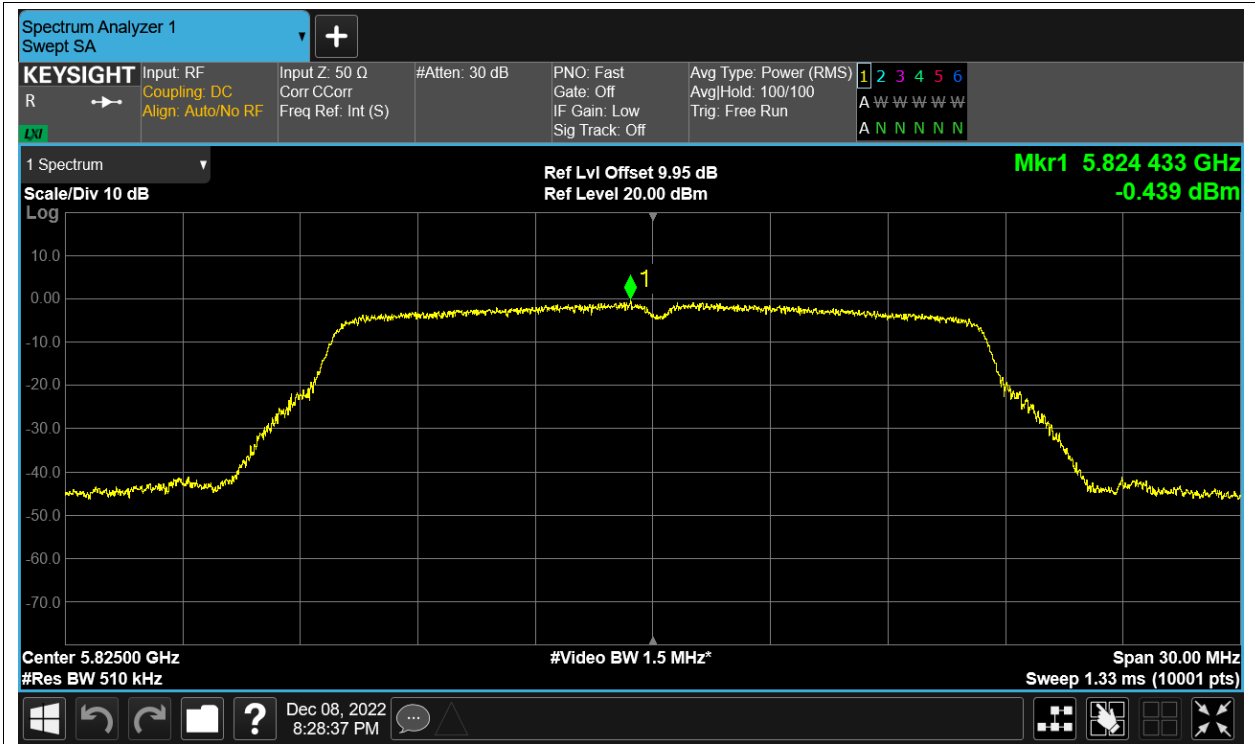 Spectrum Analyzer 1
Swept SA
KEYSIGHT
R
LXI
Input: RF
Coupling: DC
Align: Auto/No RF
Input Z: 50 Ω
Corr CCorr
Freq Ref: Int (S)
#Atten: 30 dB
PNO: Fast
Gate: Off
IF Gain: Low
Sig Track: Off
Avg Type: Power (RMS)
Avg|Hold: 100/100
Trig: Free Run
1 2 3 4 5 6
A W W W W W
A N N N N N
1 Spectrum
Scale/Div 10 dB
Log
Ref Lvl Offset 9.95 dB
Ref Level 20.00 dBm
Mkr1 5.824 433 GHz
-0.439 dBm
1
10.0
0.00
-10.0
-20.0
-30.0
-40.0
-50.0
-60.0
-70.0
Center 5.82500 GHz
#Res BW 510 kHz
#Video BW 1.5 MHz*
Span 30.00 MHz
Sweep 1.33 ms (10001 pts)
?
Dec 08, 2022
8:28:37 PM